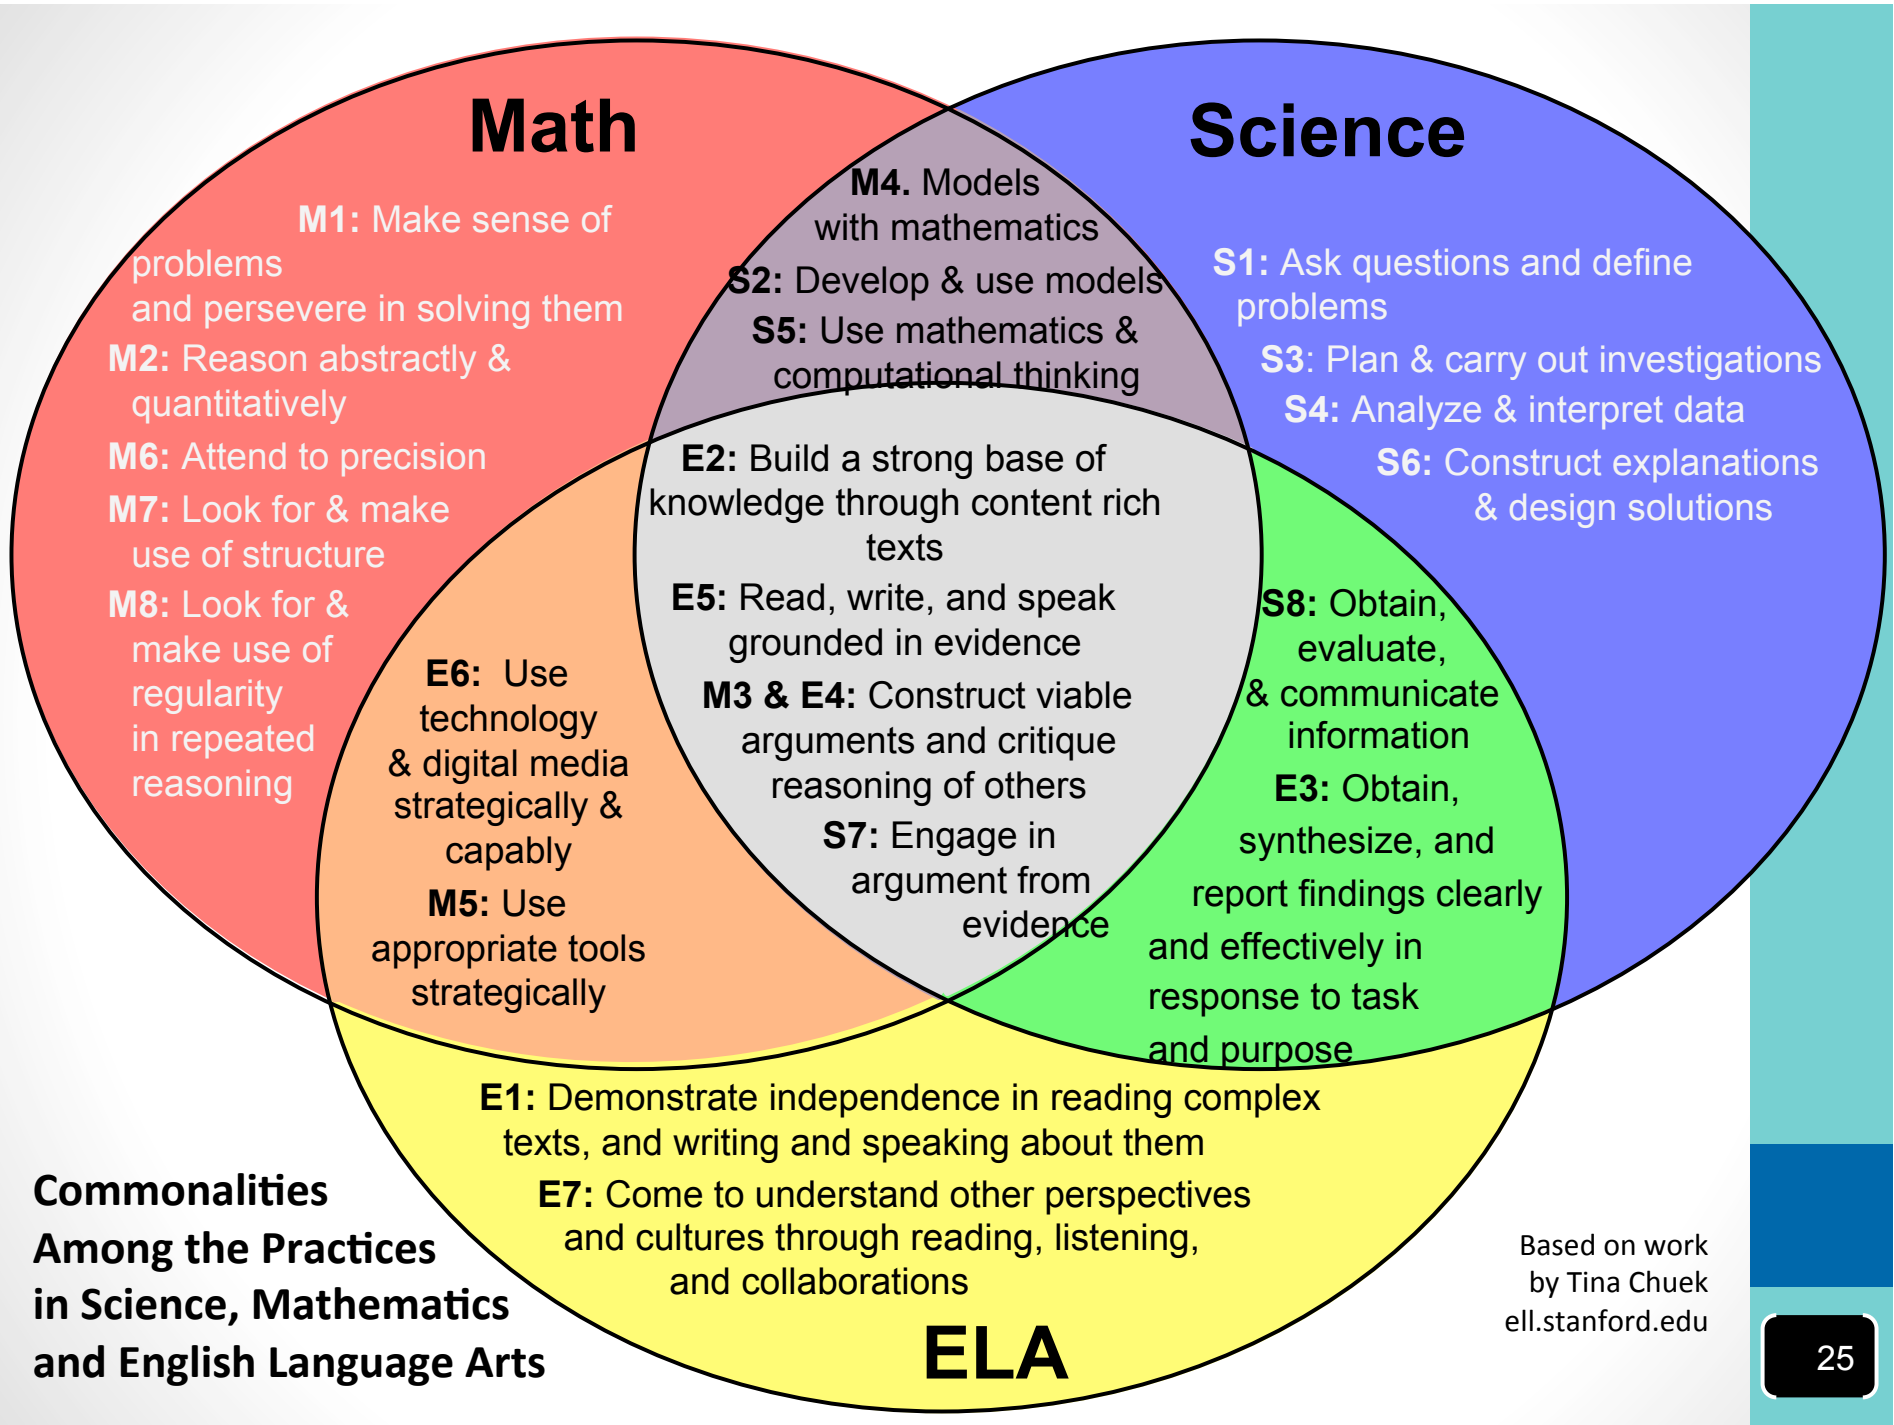 Math
M1: Make sense of
problems
and persevere in solving them
M2: Reason abstractly &
quantitatively
M6: Attend to precision
M7: Look for & make
use of structure
M8: Look for &
make use of
regularity
in repeated
reasoning
M4. Models
with mathematics
S2: Develop & use models
S5: Use mathematics &
computational thinking
Science
S1: Ask questions and define
problems
S3: Plan & carry out investigations
S4: Analyze & interpret data
S6: Construct explanations
& design solutions
E2: Build a strong base of
knowledge through content rich
texts
E5: Read, write, and speak
grounded in evidence
M3 & E4: Construct viable
arguments and critique
reasoning of others
S7: Engage in
argument from
evidence
E6: Use
technology
& digital media
strategically &
capably
M5: Use
appropriate tools
strategically
S8: Obtain,
evaluate,
& communicate
information
E3: Obtain,
synthesize, and
report findings clearly
and effectively in
response to task
and purpose
E1: Demonstrate independence in reading complex
texts, and writing and speaking about them
E7: Come to understand other perspectives
and cultures through reading, listening,
and collaborations
ELA
Commonalities
Among the Practices
in Science, Mathematics
and English Language Arts
Based on work
by Tina Chuek
ell.stanford.edu
25